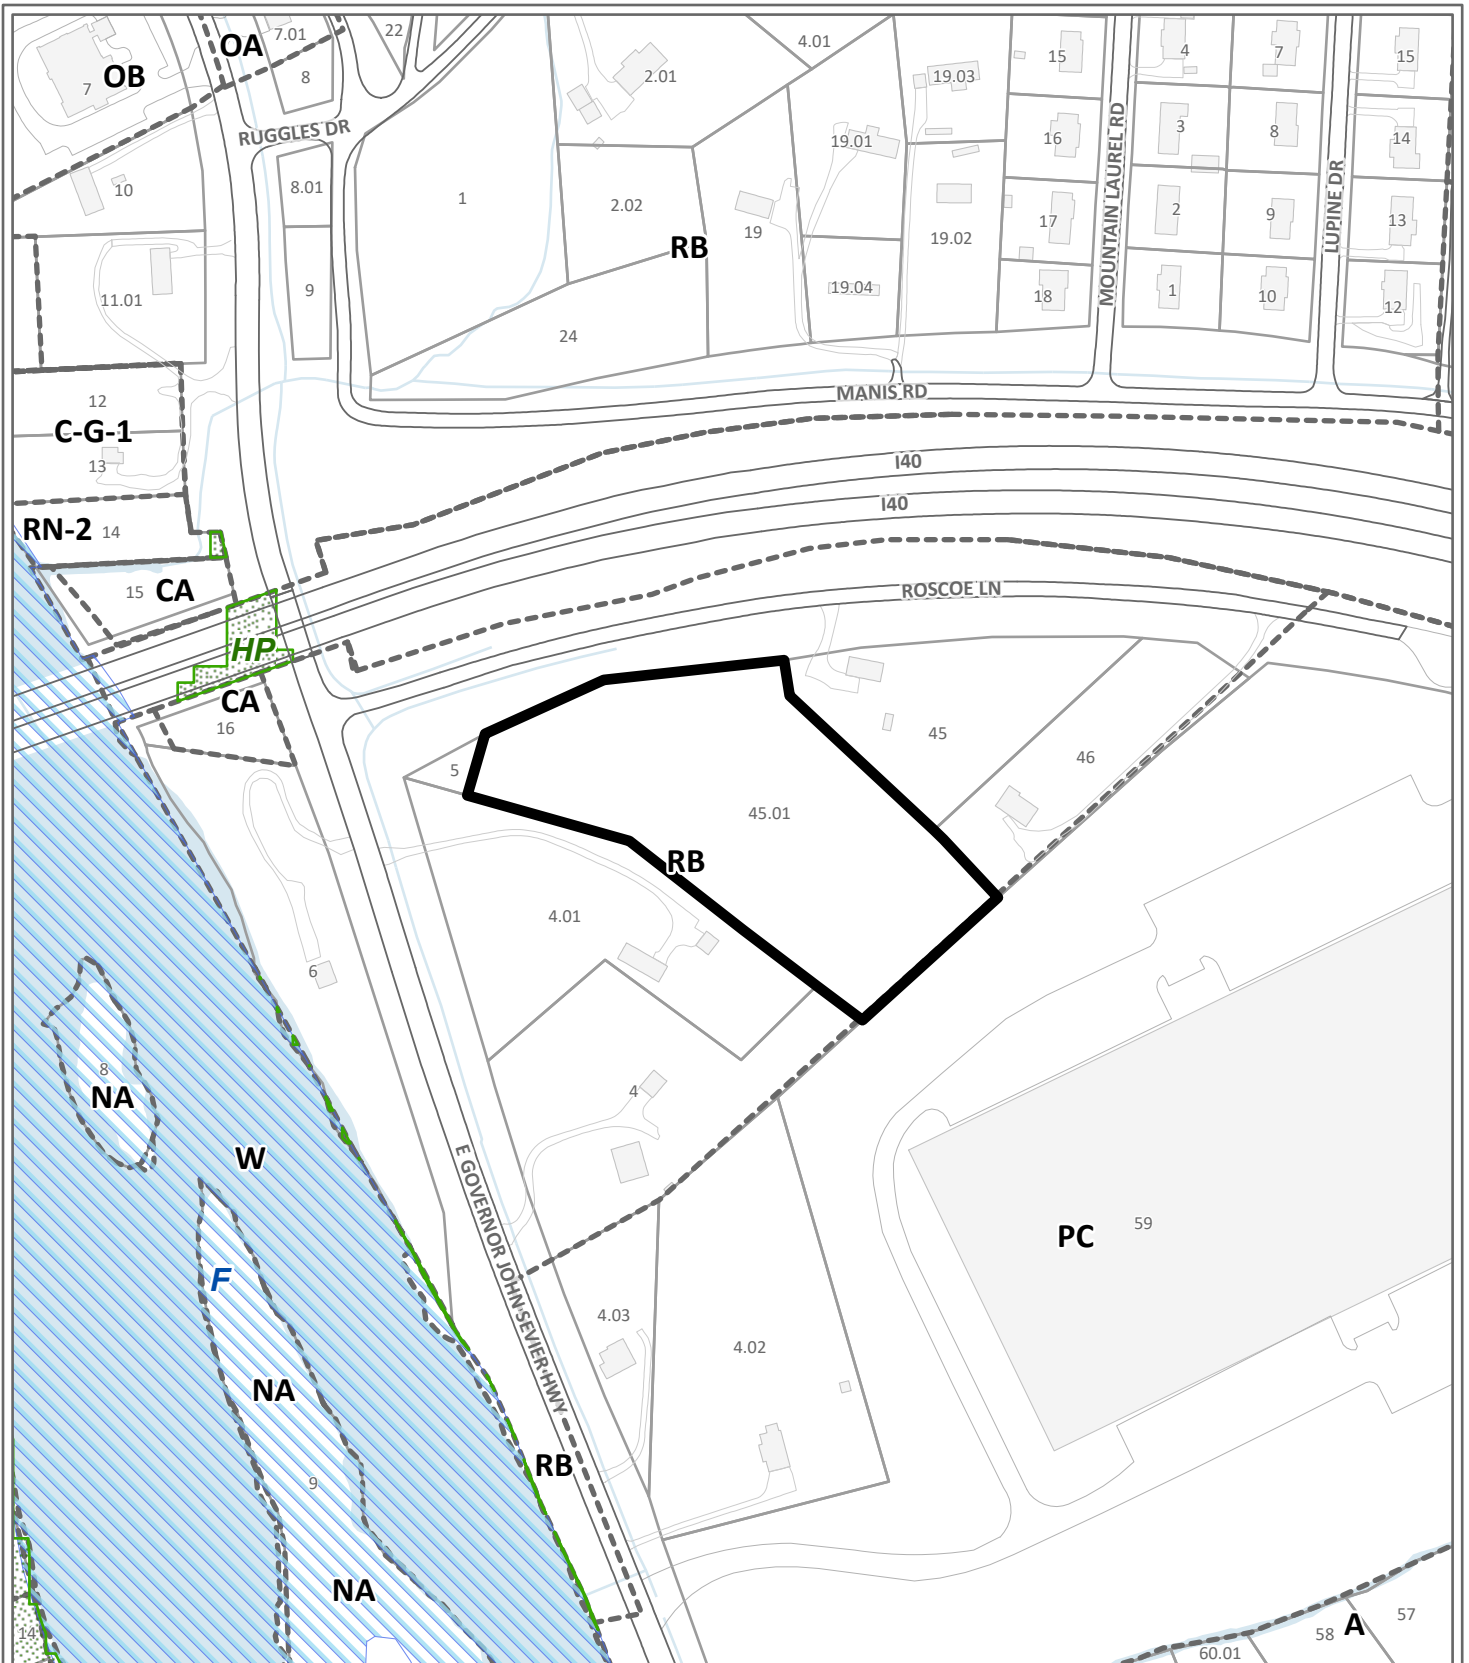 OA
7.01
22
OB
7
8
4.01
2.01
19.03
15
4
7
15
RUGGLES DR
16
3
8
14
MOUNTAIN LAUREL RD
LUPINE DR
10
8.01
1
2.02
19.01
19
19.02
17
2
9
13
RB
11.01
9
24
19.04
18
1
10
12
MANIS RD
12
C-G-1
13
I40
I40
RN-2
14
15
CA
ROSCOE LN
HP
CA
16
5
45
46
45.01
RB
4.01
6
8
NA
4
W
E GOVERNOR JOHN SEVIER HWY
PC
59
F
4.03
4.02
NA
RB
9
NA
14
A
57
58
60.01